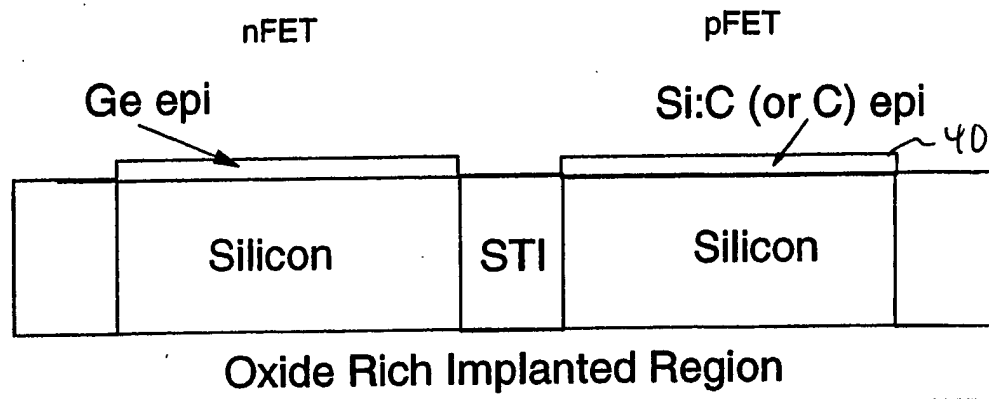 nFET
pFET
Ge epi
Si:C (or C) epi
40
Silicon
STI
Silicon
Oxide Rich Implanted Region